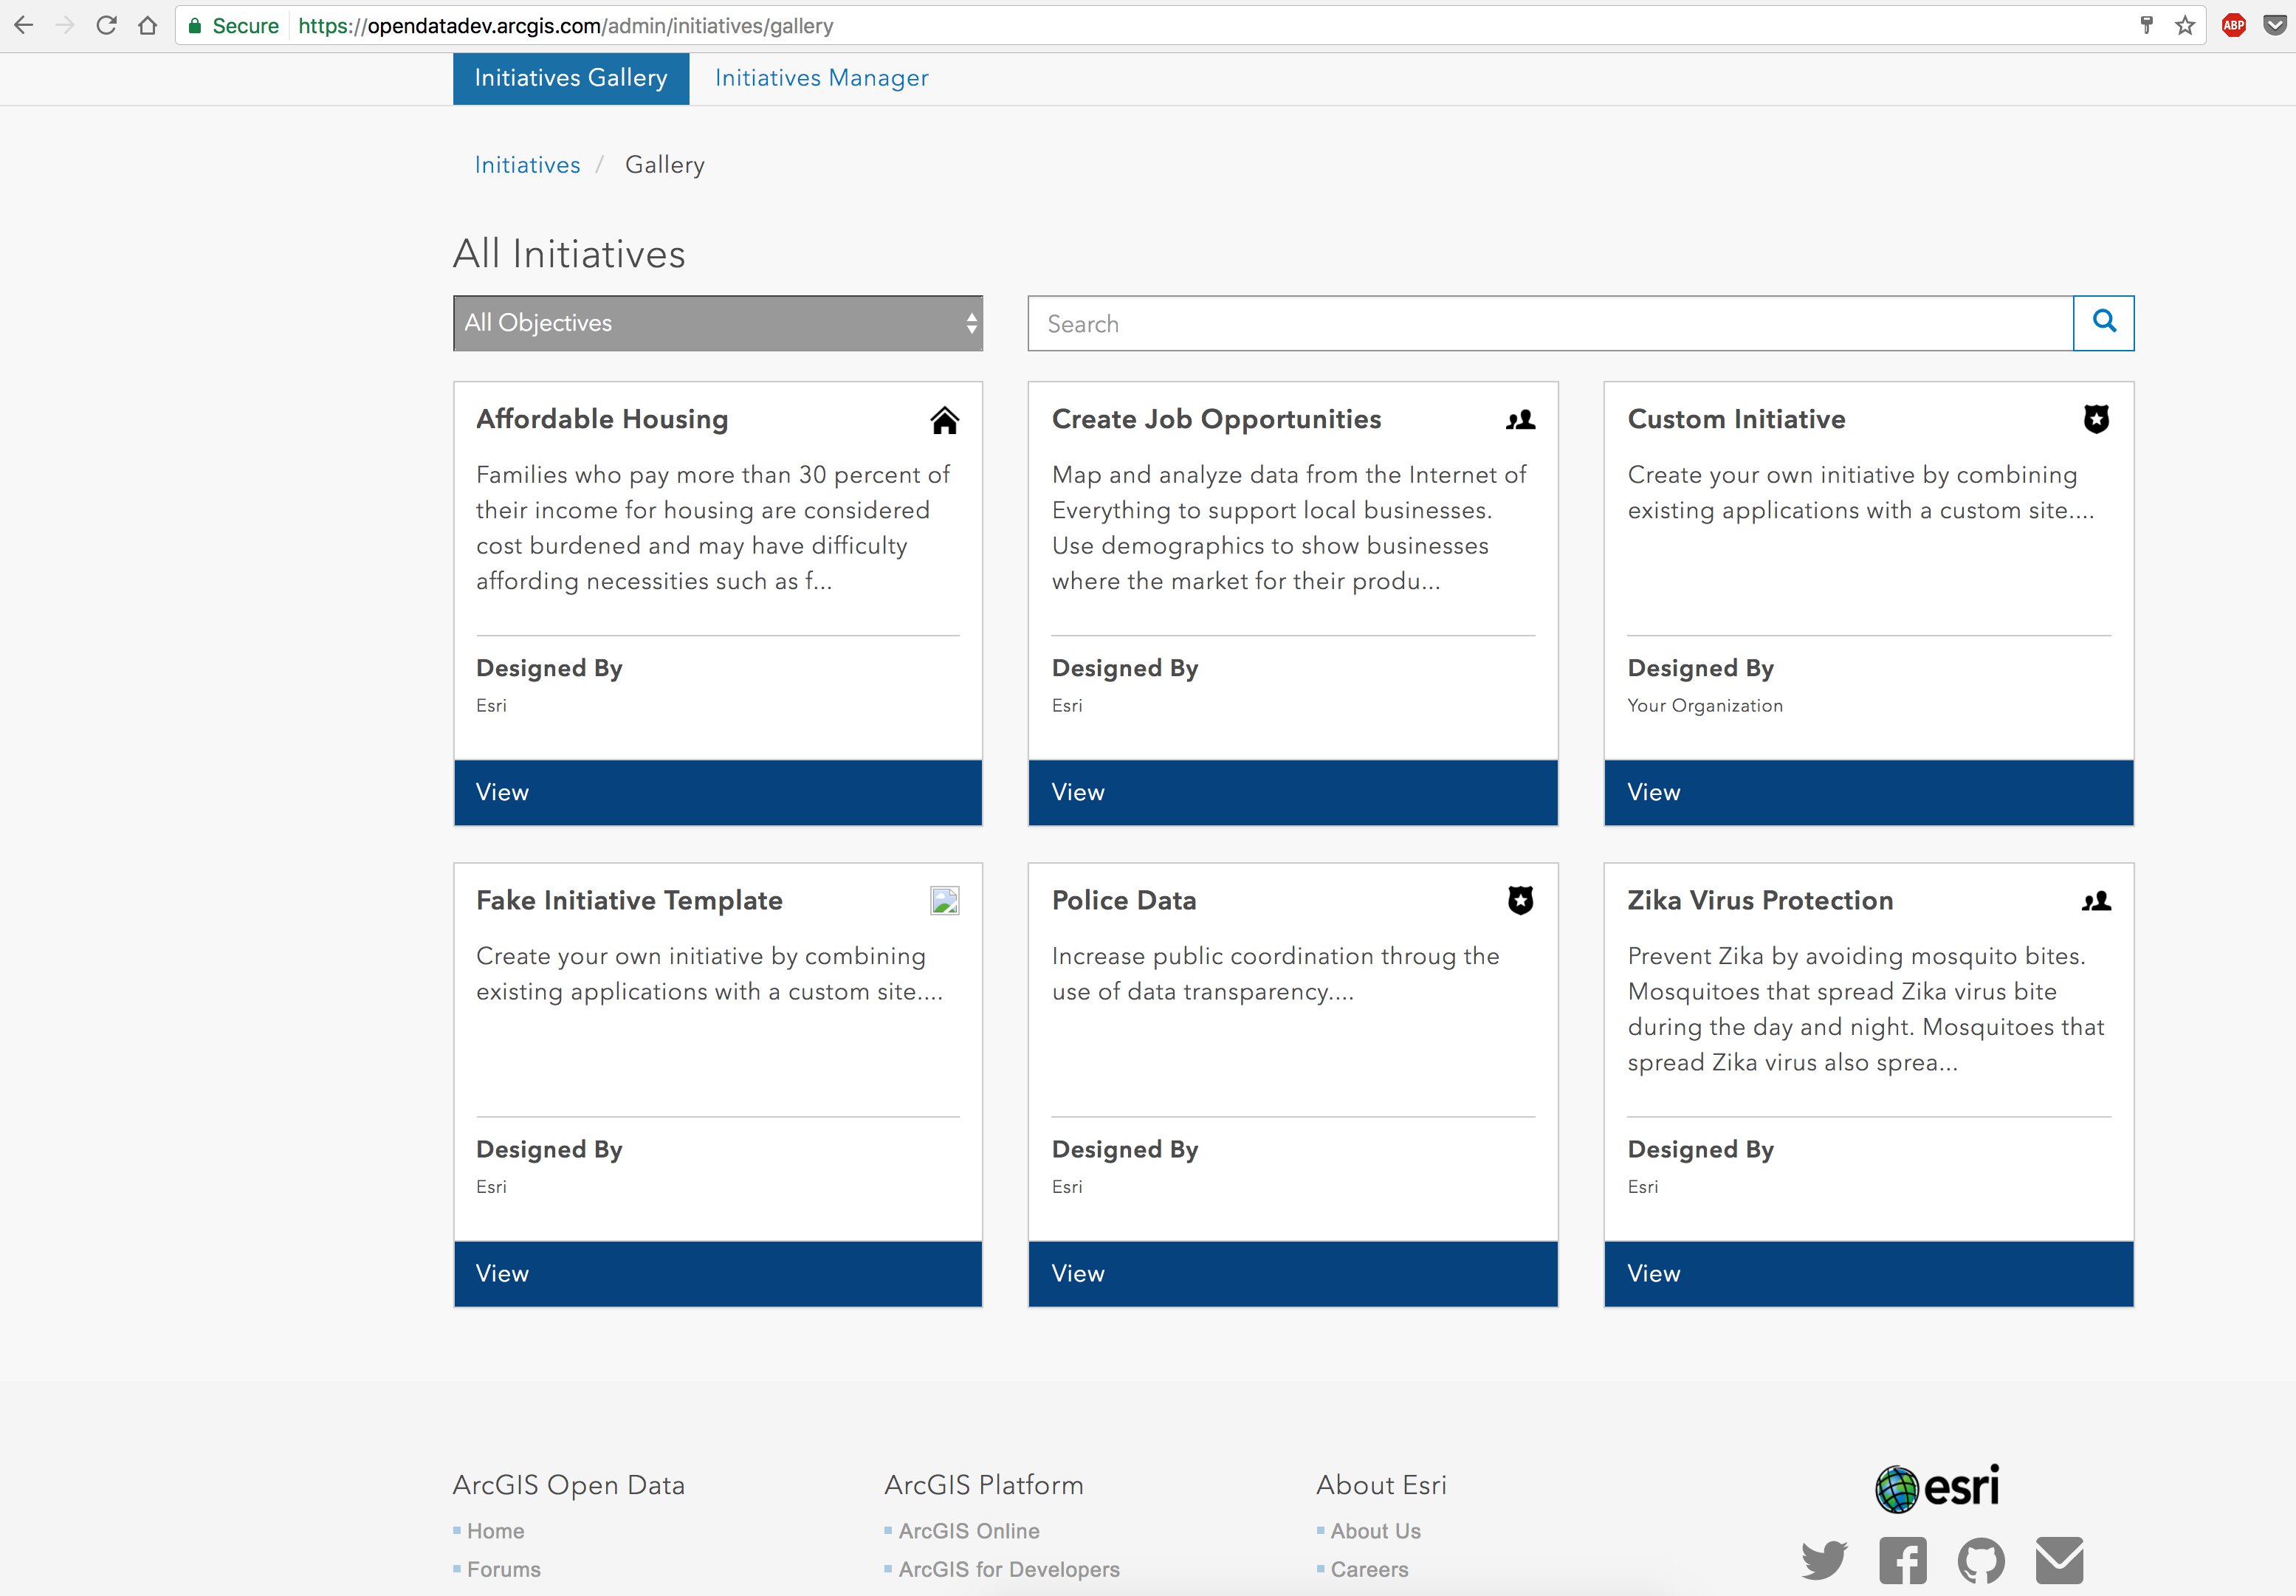 Secure https://opendatadev.arcgis.com/admin/initiatives/gallery
ABP
Initiatives Gallery Initiatives Manager
Initiatives / Gallery
All Initiatives
All Objectives
Search
Affordable Housing
Families who pay more than 30 percent of
their income for housing are considered
cost burdened and may have difficulty
affording necessities such as f...
Designed By
Esri
View
Create Job Opportunities
Map and analyze data from the Internet of
Everything to support local businesses.
Use demographics to show businesses
where the market for their produ...
Designed By
Esri
View
Custom Initiative
Create your own initiative by combining
existing applications with a custom site....
Designed By
Your Organization
View
Fake Initiative Template
Create your own initiative by combining
existing applications with a custom site....
Designed By
Esri
View
Police Data
Increase public coordination throug the
use of data transparency....
Designed By
Esri
View
Zika Virus Protection
Prevent Zika by avoiding mosquito bites.
Mosquitoes that spread Zika virus bite
during the day and night. Mosquitoes that
spread Zika virus also sprea...
Designed By
Esri
View
ArcGIS Open Data
Home
Forums
ArcGIS Platform
ArcGIS Online
ArcGIS for Developers
About Esri
About Us
Careers
esri